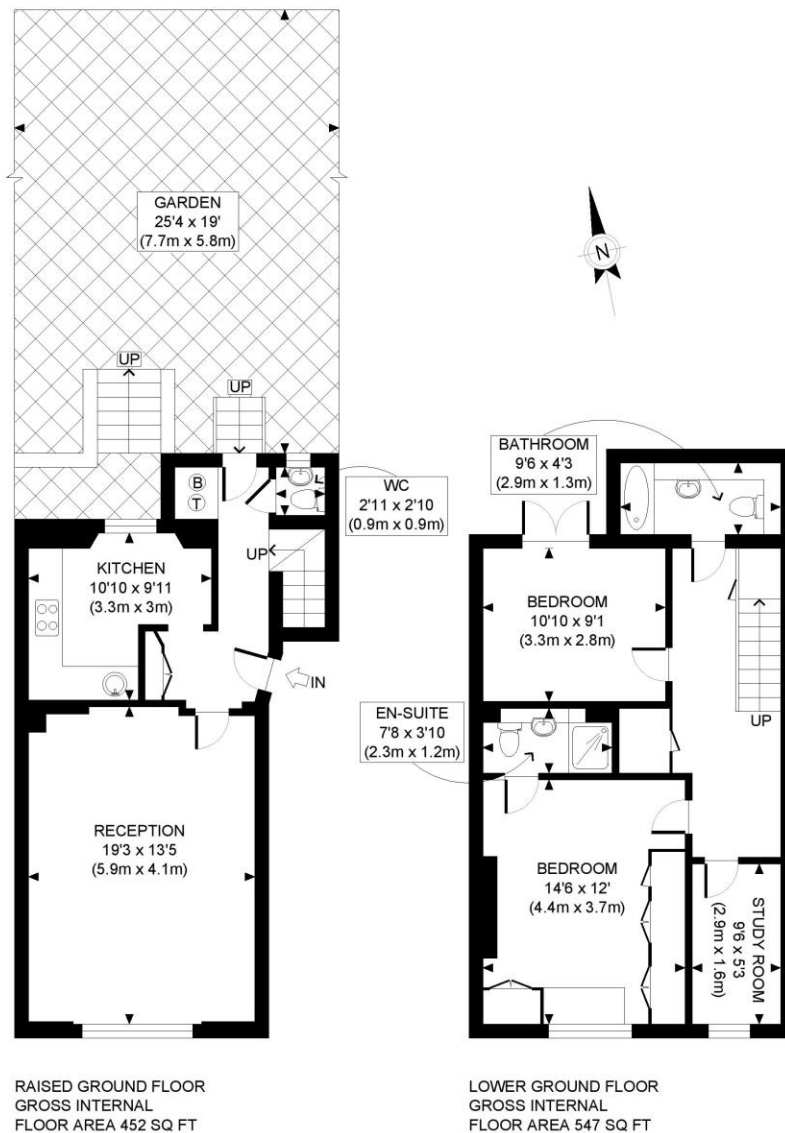 GARDEN
25'4 x 19'
(7.7m x 5.8m)
N
UP
UP
B
T
WC
2'11 x 2'10
(0.9m x 0.9m)
UP
KITCHEN
10'10 x 9'11
(3.3m x 3m)
IN
RECEPTION
19'3 x 13'5
(5.9m x 4.1m)
RAISED GROUND FLOOR
GROSS INTERNAL
FLOOR AREA 452 SQ FT
BATHROOM
9'6 x 4'3
(2.9m x 1.3m)
BEDROOM
10'10 x 9'1
(3.3m x 2.8m)
UP
EN-SUITE
7'8 x 3'10
(2.3m x 1.2m)
BEDROOM
14'6 x 12'
(4.4m x 3.7m)
STUDY ROOM
9'6 x 5'3
(2.9m x 1.6m)
LOWER GROUND FLOOR
GROSS INTERNAL
FLOOR AREA 547 SQ FT